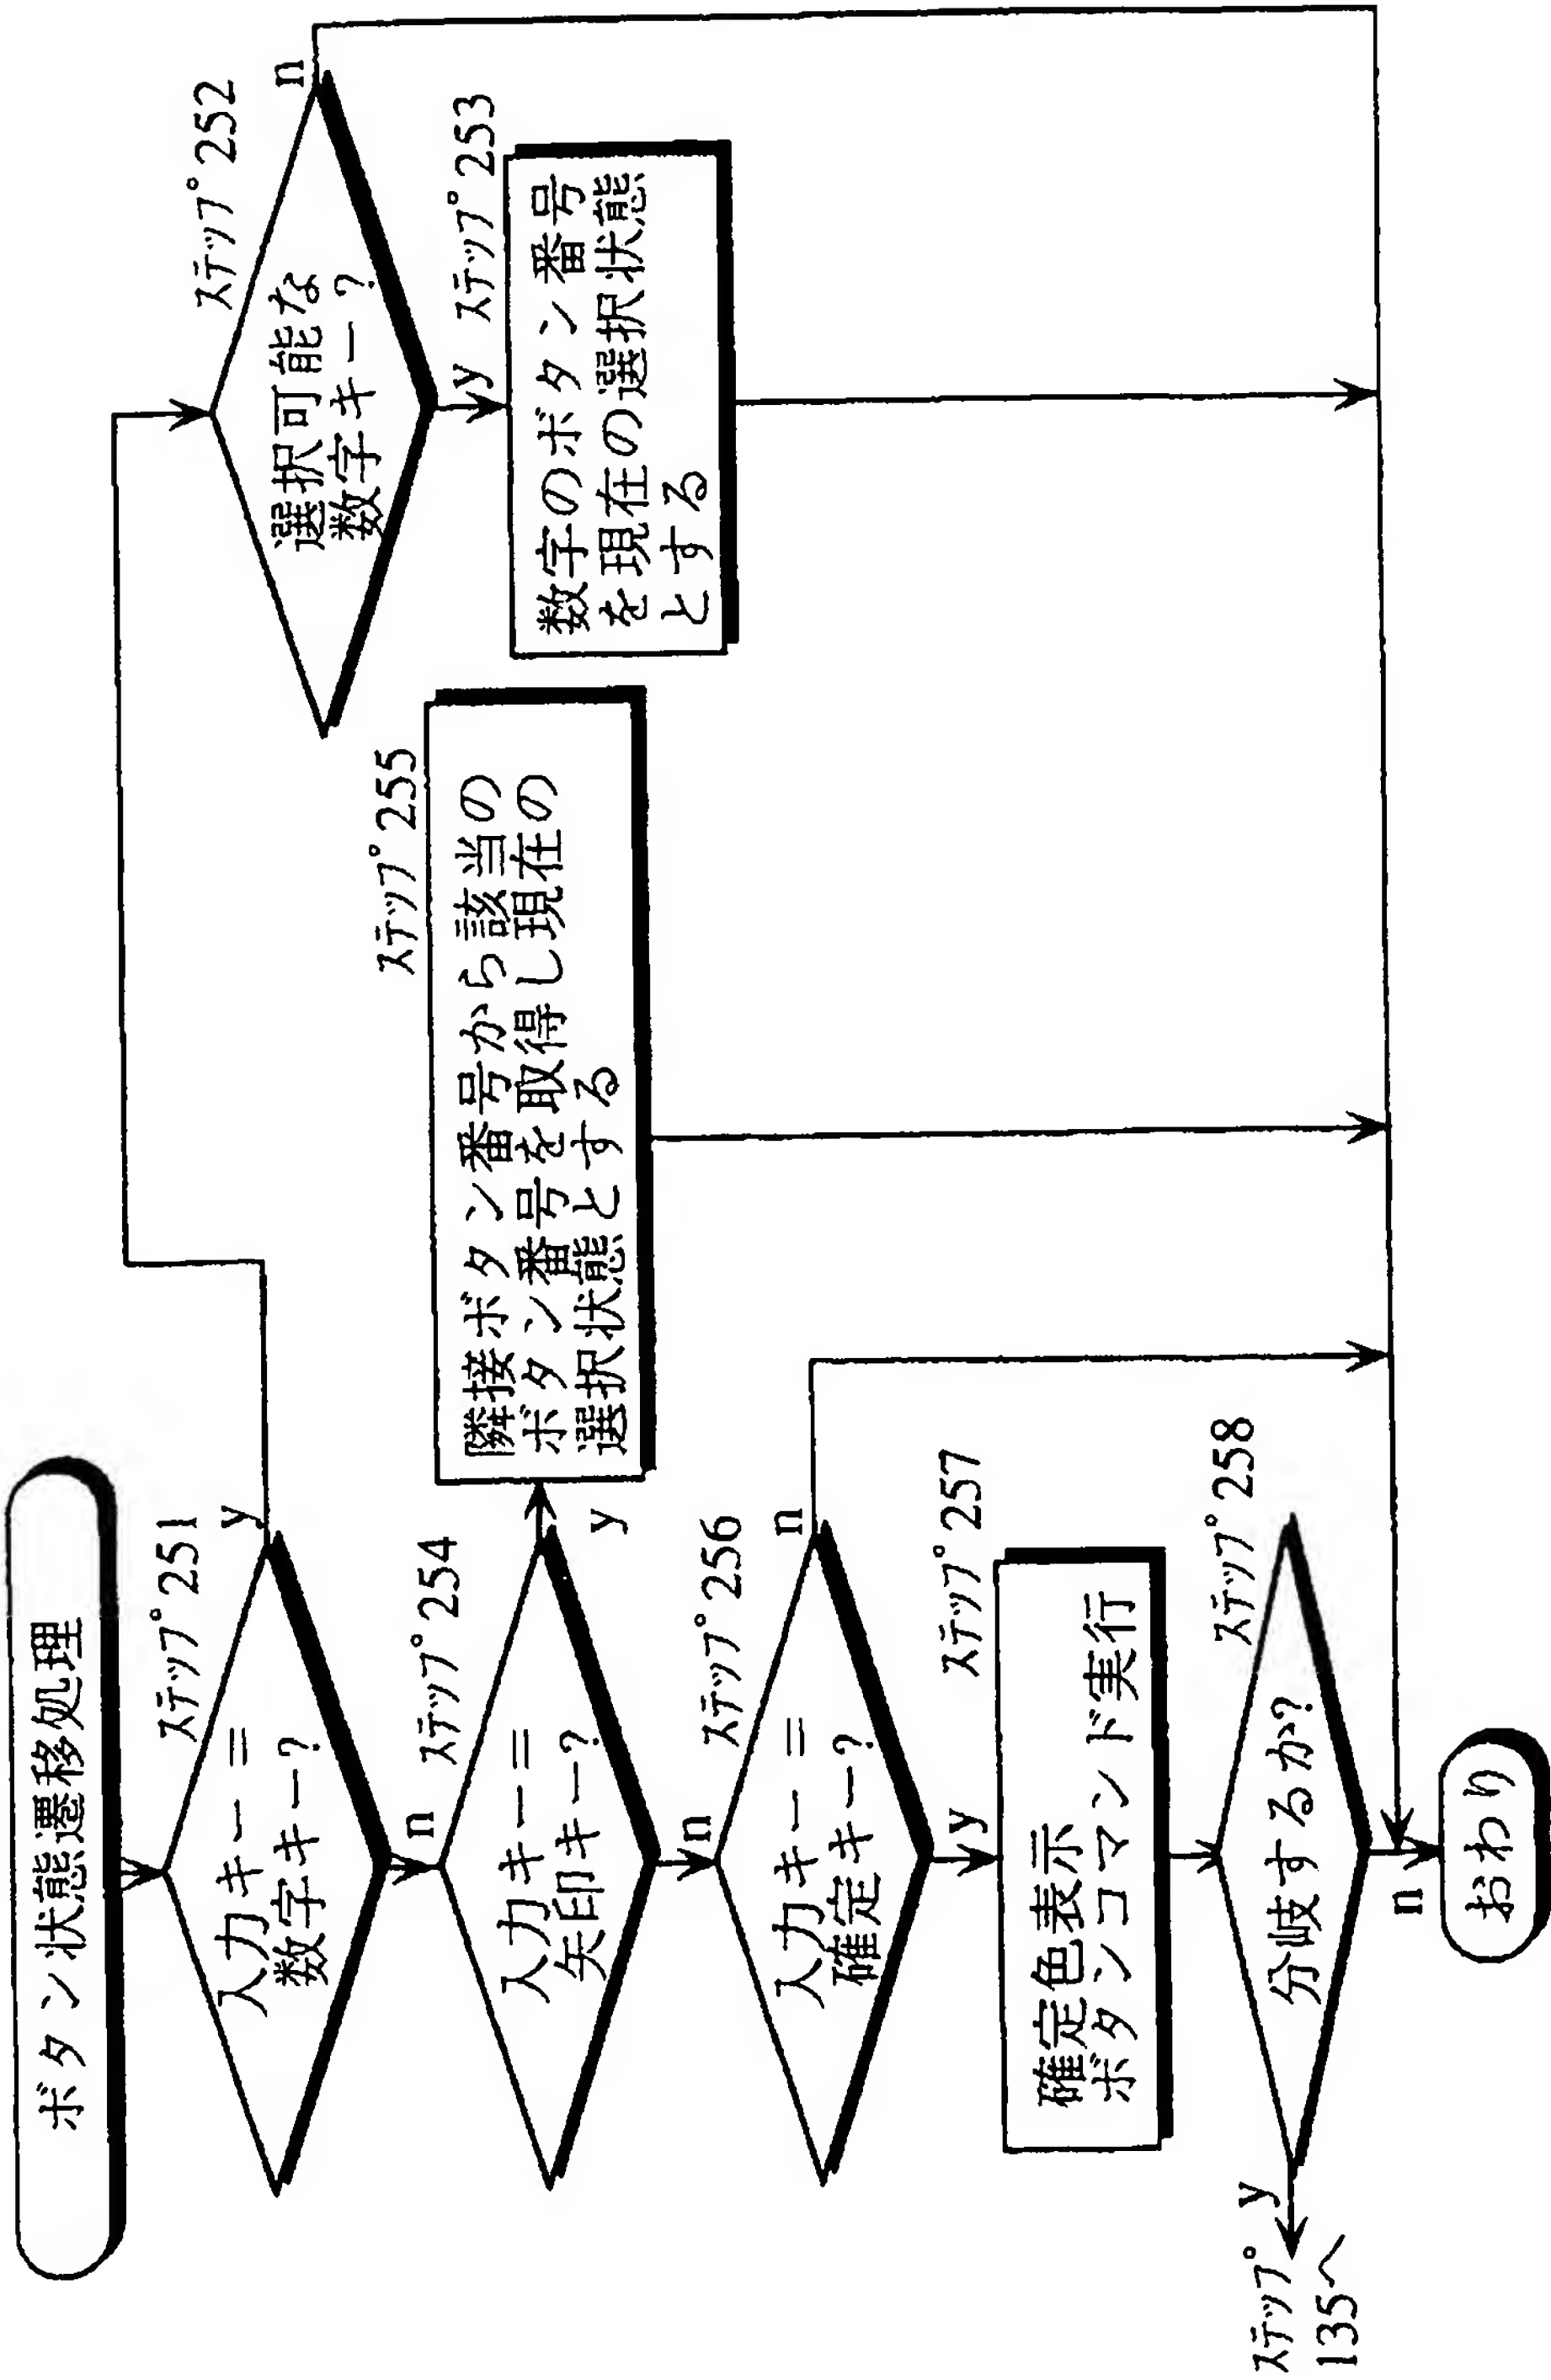 ボタン状態遷移処理
ステップ251
入力キー＝
数字キー?
y
n
ステップ252
選択可能な
数字キー?
n
y
ステップ253
数字のボタン番号
を現在の選択状態
とする
ステップ254
入力キー＝
矢印キー?
y
n
ステップ255
隣接ボタン番号から該当の
ボタン番号を取得し現在の
選択状態とする
ステップ256
入力キー＝
確定キー?
n
y
ステップ257
確定色表示
ボタンコマンド実行
ステップ258
分岐するか?
y
ステップ
135へ
n
おわり